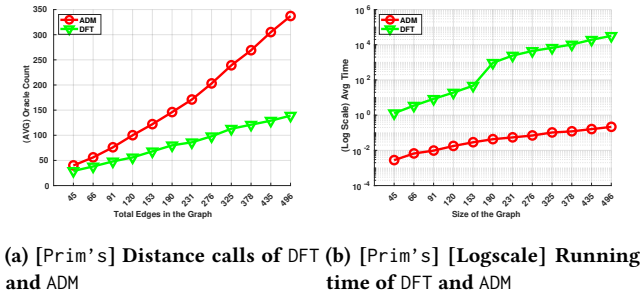 350
300
250
200
150
100
50
0
(AVG) Oracle Count
ADM
DFT
45 66 91 120 153 190 231 276 325 378 435 496
Total Edges in the Graph
10^6
10^4
10^2
10^0
10^-2
10^-4
(Log Scale) Avg Time
ADM
DFT
45 66 91 120 153 190 231 276 325 378 435 496
Size of the Graph
(a) [Prim's] Distance calls of DFT
and ADM
(b) [Prim's] [Logscale] Running
time of DFT and ADM